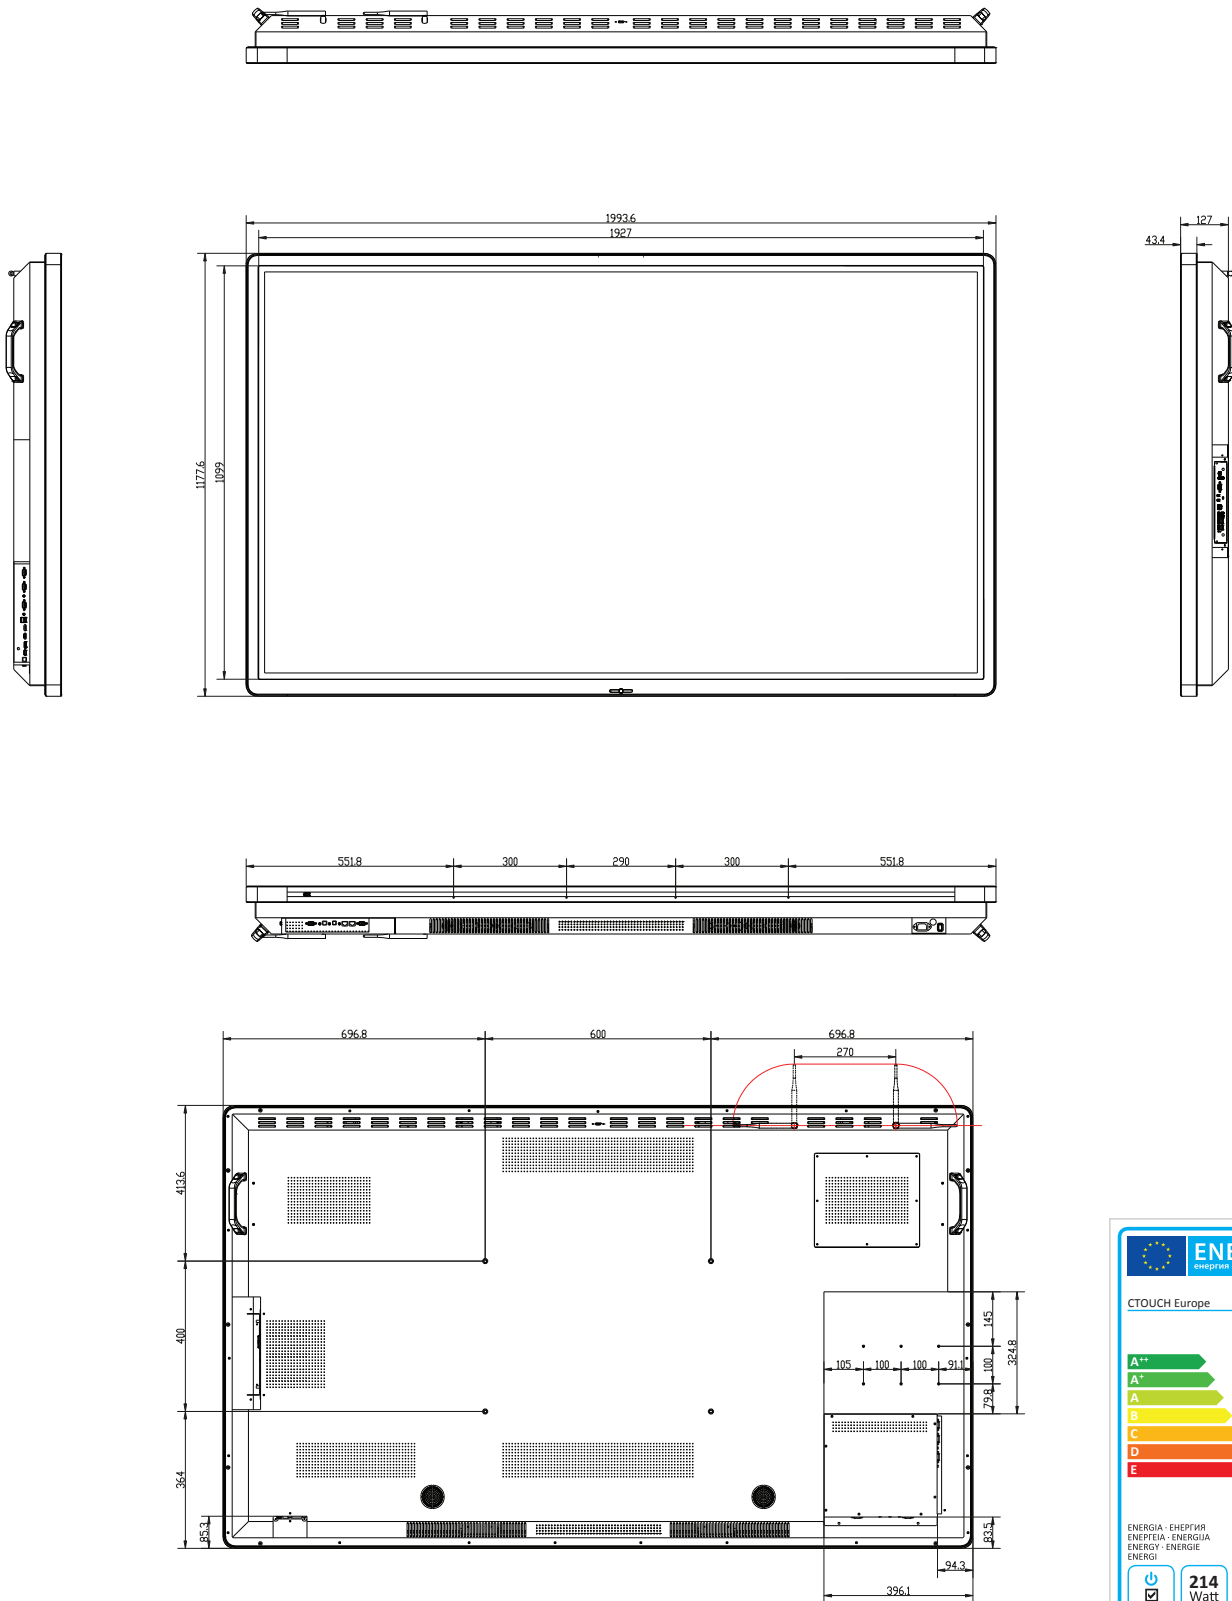 1993.6
1927
1177.6
1099
127
43.4
551.8 300 290 300 551.8
696.8 600 696.8
270
413.6
400
364
85.3
145
100
79.8
324.8
105 100 100 91.1
83.5
94.3
396.1
ENE
енергия
CTOUCH Europe
A++
A+
A
B
C
D
E
ENERGIA · ЕНЕРГИЯ
ΕΝΕΡΓΕΙΑ · ENERGIJA
ENERGY · ENERGIE
ENERGI
214
Watt